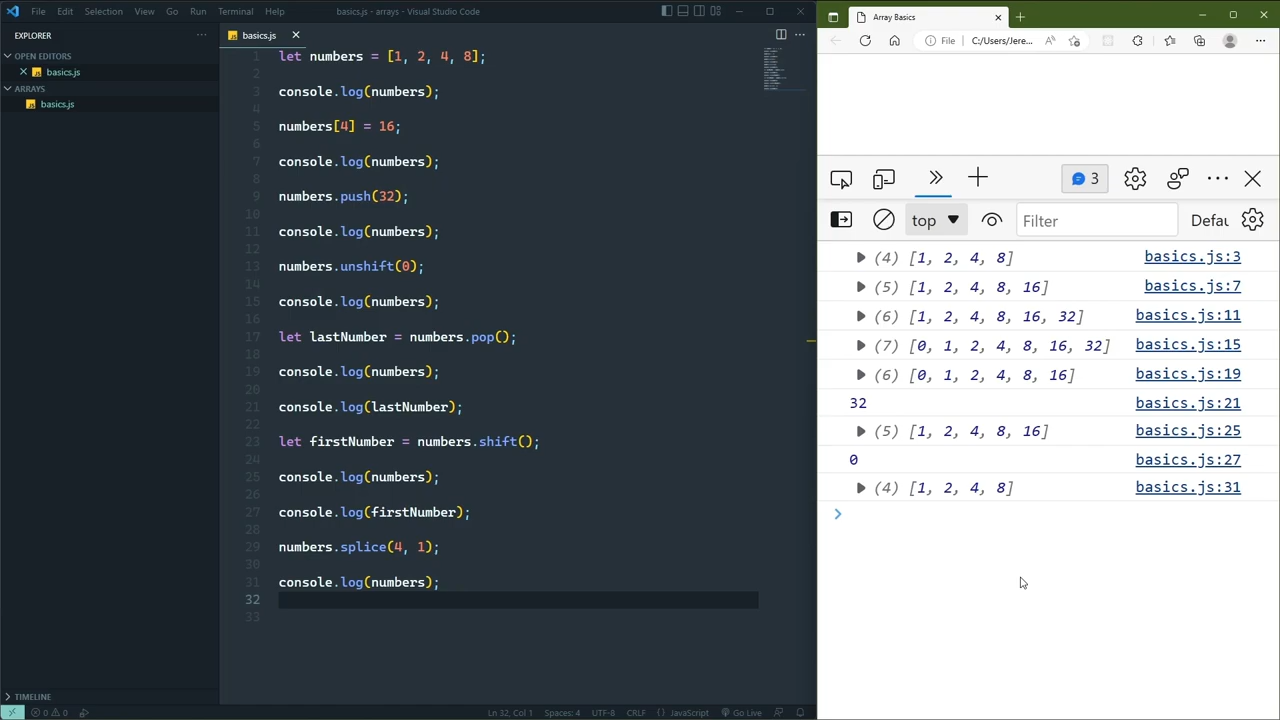 File Edit Selection View Go Run Terminal Help
basics.js - arrays - Visual Studio Code
EXPLORER
OPEN EDITORS
basics.js
ARRAYS
basics.js
TIMELINE
basics.js
1 let numbers = [1, 2, 4, 8];
2
3 console.log(numbers);
4
5 numbers[4] = 16;
6
7 console.log(numbers);
8
9 numbers.push(32);
10
11 console.log(numbers);
12
13 numbers.unshift(0);
14
15 console.log(numbers);
16
17 let lastNumber = numbers.pop();
18
19 console.log(numbers);
20
21 console.log(lastNumber);
22
23 let firstNumber = numbers.shift();
24
25 console.log(numbers);
26
27 console.log(firstNumber);
28
29 numbers.splice(4, 1);
30
31 console.log(numbers);
32
33
0 0
Ln 32, Col 1 Spaces: 4 UTF-8 CRLF {} JavaScript Go Live
Array Basics
File C:/Users/Jere...
3
top Filter Defau
(4) [1, 2, 4, 8] basics.js:3
(5) [1, 2, 4, 8, 16] basics.js:7
(6) [1, 2, 4, 8, 16, 32] basics.js:11
(7) [0, 1, 2, 4, 8, 16, 32] basics.js:15
(6) [0, 1, 2, 4, 8, 16] basics.js:19
32 basics.js:21
(5) [1, 2, 4, 8, 16] basics.js:25
0 basics.js:27
(4) [1, 2, 4, 8] basics.js:31